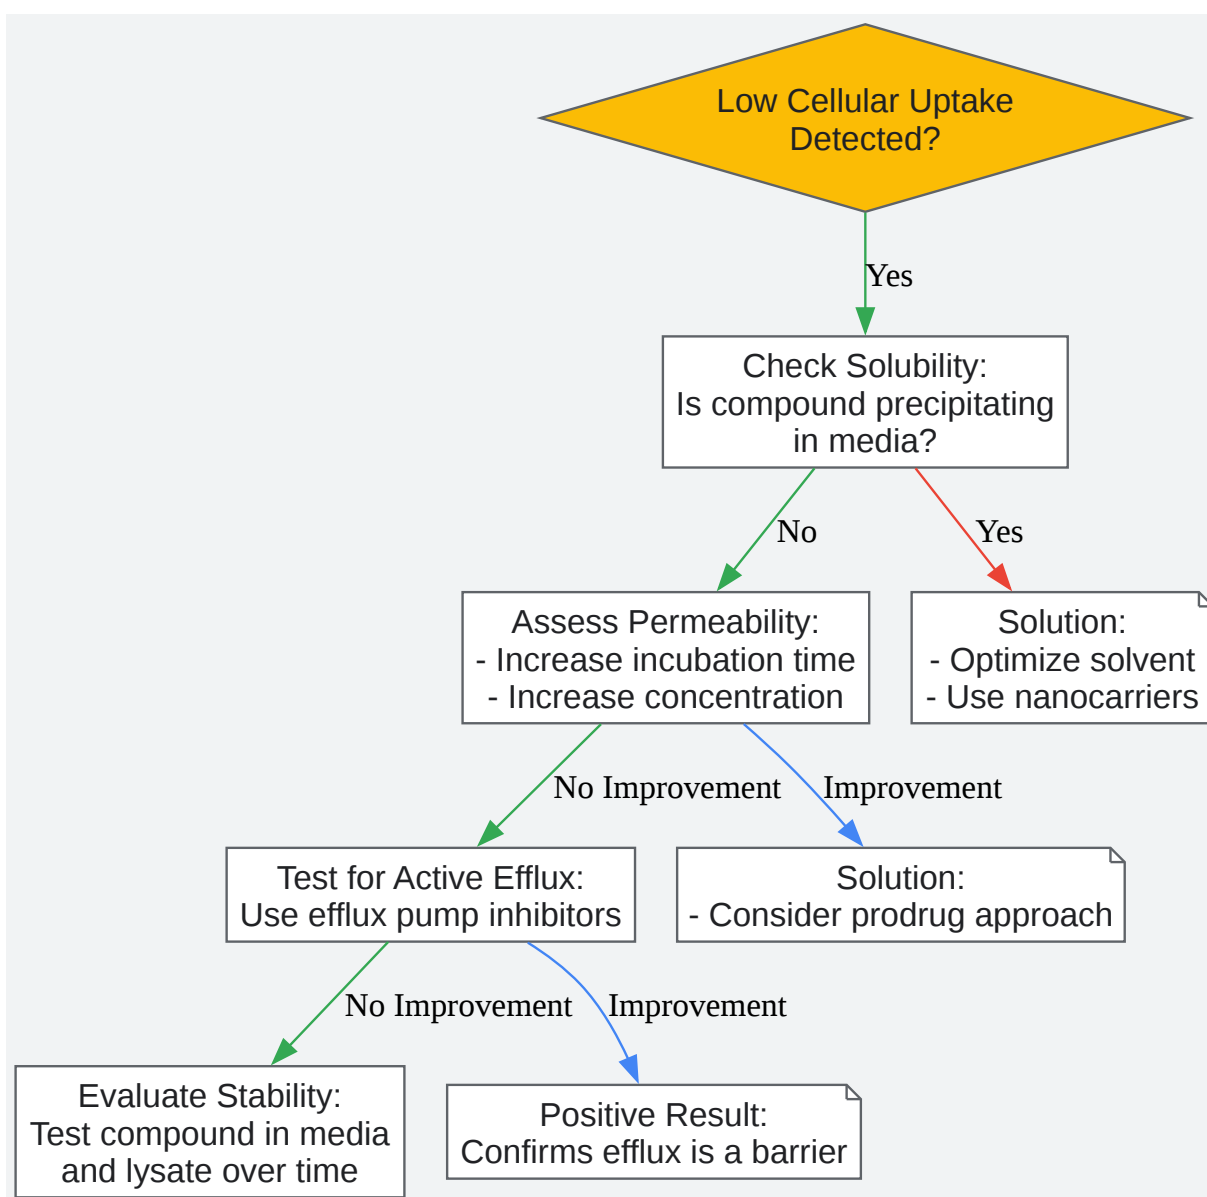 Low Cellular Uptake
Detected?
Yes
Check Solubility:
Is compound precipitating
in media?
No
Yes
Assess Permeability:
- Increase incubation time
- Increase concentration
Solution:
- Optimize solvent
- Use nanocarriers
No Improvement
Improvement
Test for Active Efflux:
Use efflux pump inhibitors
Solution:
- Consider prodrug approach
No Improvement
Improvement
Evaluate Stability:
Test compound in media
and lysate over time
Positive Result:
Confirms efflux is a barrier